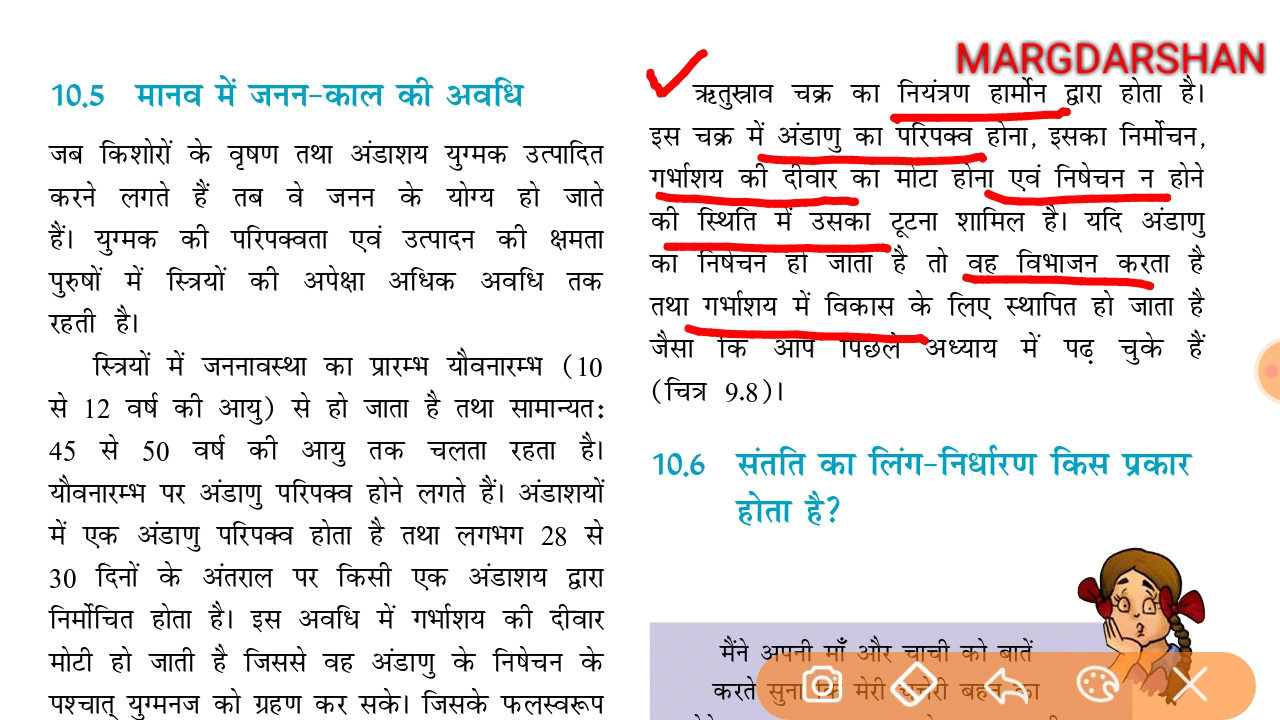 MARGDARSHAN
10.5 मानव में जनन-काल की अवधि
जब किशोरों के वृषण तथा अंडाशय युग्मक उत्पादित
करने लगते हैं तब वे जनन के योग्य हो जाते
हैं। युग्मक की परिपक्वता एवं उत्पादन की क्षमता
पुरुषों में स्त्रियों की अपेक्षा अधिक अवधि तक
रहती है।
स्त्रियों में जननावस्था का प्रारम्भ यौवनारम्भ (10
से 12 वर्ष की आयु) से हो जाता है तथा सामान्यत:
45 से 50 वर्ष की आयु तक चलता रहता है।
यौवनारम्भ पर अंडाणु परिपक्व होने लगते हैं। अंडाशयों
में एक अंडाणु परिपक्व होता है तथा लगभग 28 से
30 दिनों के अंतराल पर किसी एक अंडाशय द्वारा
निर्मोचित होता है। इस अवधि में गर्भाशय की दीवार
मोटी हो जाती है जिससे वह अंडाणु के निषेचन के
पश्चात् युग्मनज को ग्रहण कर सके। जिसके फलस्वरूप
ऋतुस्राव चक्र का नियंत्रण हार्मोन द्वारा होता है।
इस चक्र में अंडाणु का परिपक्व होना, इसका निर्मोचन,
गर्भाशय की दीवार का मोटा होना एवं निषेचन न होने
की स्थिति में उसका टूटना शामिल है। यदि अंडाणु
का निषेचन हो जाता है तो वह विभाजन करता है
तथा गर्भाशय में विकास के लिए स्थापित हो जाता है
जैसा कि आप पिछले अध्याय में पढ़ चुके हैं
(चित्र 9.8)।
10.6 संतति का लिंग-निर्धारण किस प्रकार
होता है?
मैंने अपनी माँ और चाची को बातें
करते सुना कि मेरी चचेरी बहन का